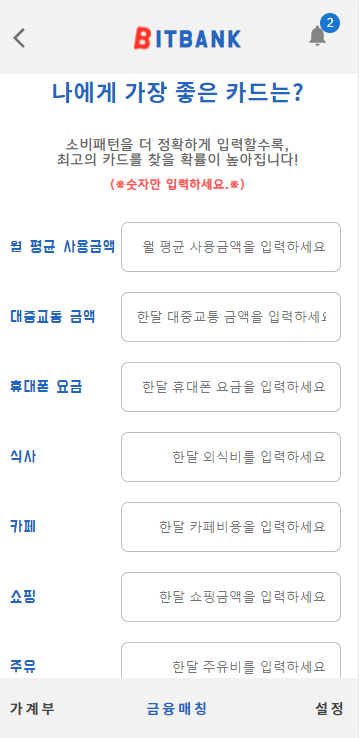 BITBANK
2
나에게 가장 좋은 카드는?
소비패턴을 더 정확하게 입력할수록,
최고의 카드를 찾을 확률이 높아집니다!
(※숫자만 입력하세요.※)
월 평균 사용금액 월 평균 사용금액을 입력하세요
대중교통 금액 한달 대중교통 금액을 입력하세요
휴대폰 요금 한달 휴대폰 요금을 입력하세요
식사 한달 외식비를 입력하세요
카페 한달 카페비용을 입력하세요
쇼핑 한달 쇼핑금액을 입력하세요
주유 한달 주유비를 입력하세요
가계부 금융매칭 설정